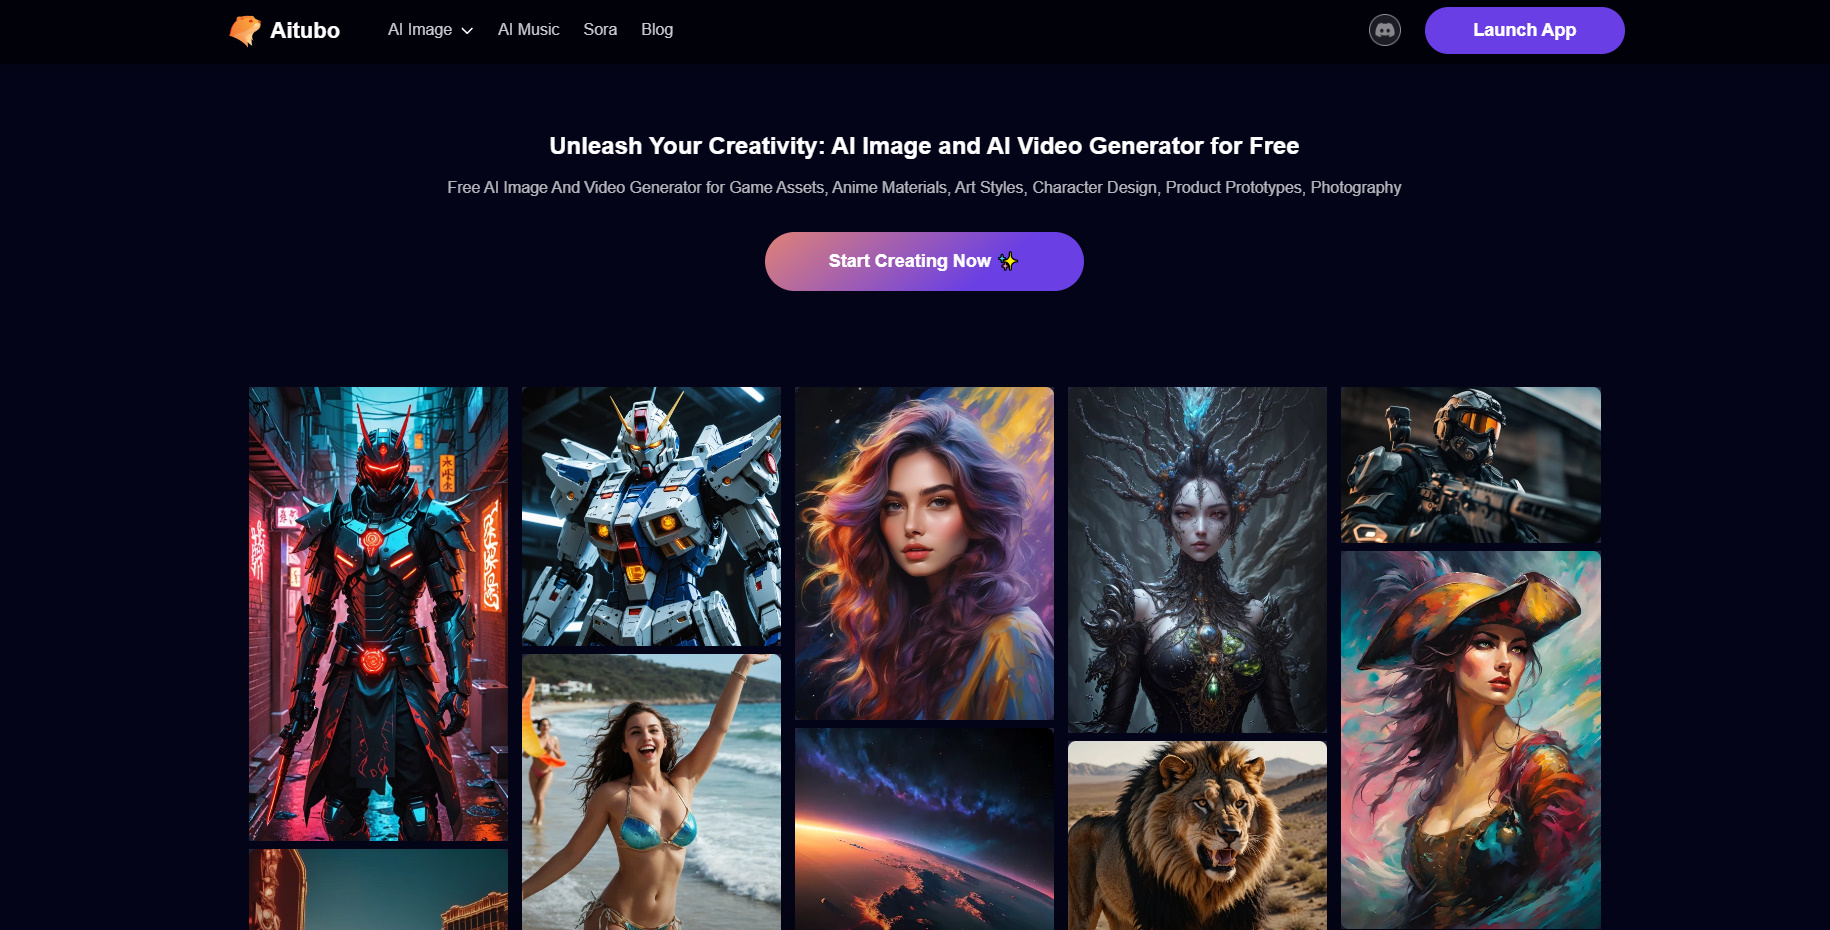 Aitubo
AI Image
AI Music
Sora
Blog
Launch App
Unleash Your Creativity: AI Image and AI Video Generator for Free
Free AI Image And Video Generator for Game Assets, Anime Materials, Art Styles, Character Design, Product Prototypes, Photography
Start Creating Now ✨